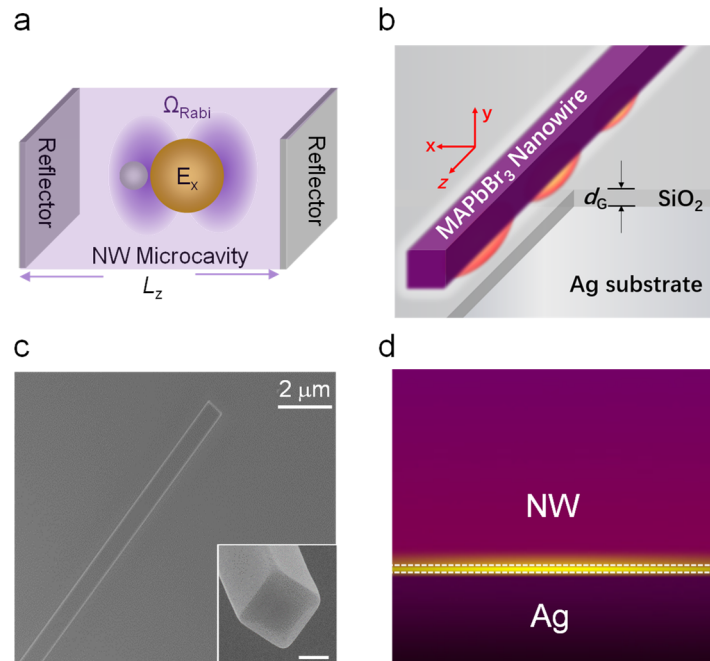 a
Reflector
Ω_Rabi
E_x
Reflector
NW Microcavity
L_z
b
y
x
z
MAPbBr₃ Nanowire
d_G
SiO₂
Ag substrate
c
2 μm
d
NW
Ag